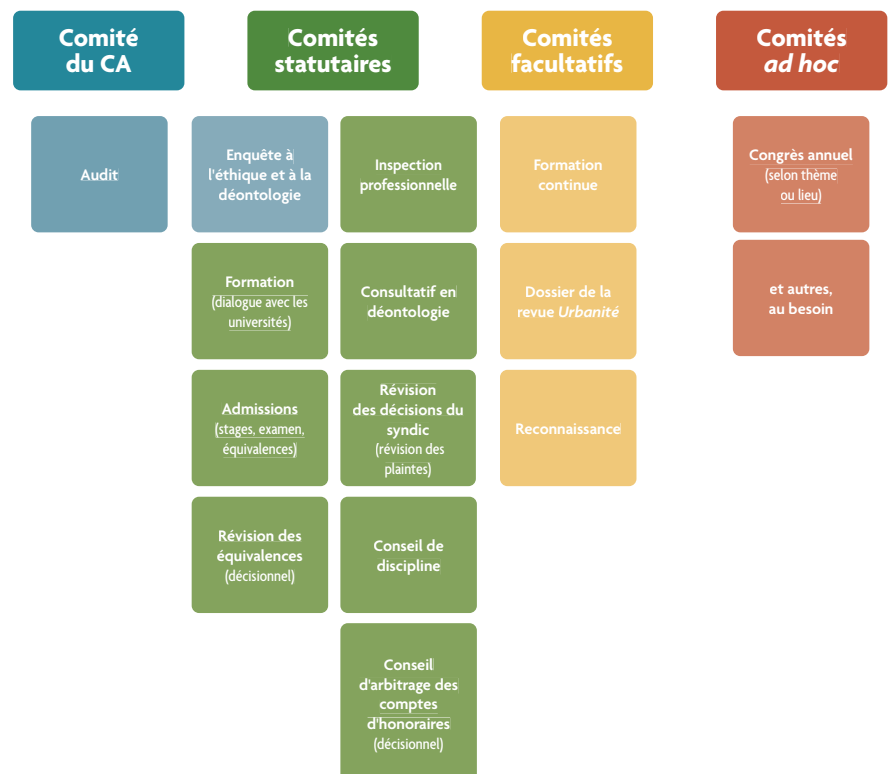 Comité
du CA
Comités
statutaires
Comités
facultatifs
Comités
ad hoc
Audit
Enquête à
l'éthique et à la
déontologie
Inspection
professionnelle
Formation
continue
Congrès annuel
(selon thème
ou lieu)
Formation
(dialogue avec les
universités)
Consultatif en
déontologie
Dossier de la
revue Urbanité
et autres,
au besoin
Admissions
(stages, examen,
équivalences)
Révision
des décisions du
syndic
(révision des
plaintes)
Reconnaissance
Révision des
équivalences
(décisionnel)
Conseil de
discipline
Conseil
d'arbitrage des
comptes
d'honoraires
(décisionnel)